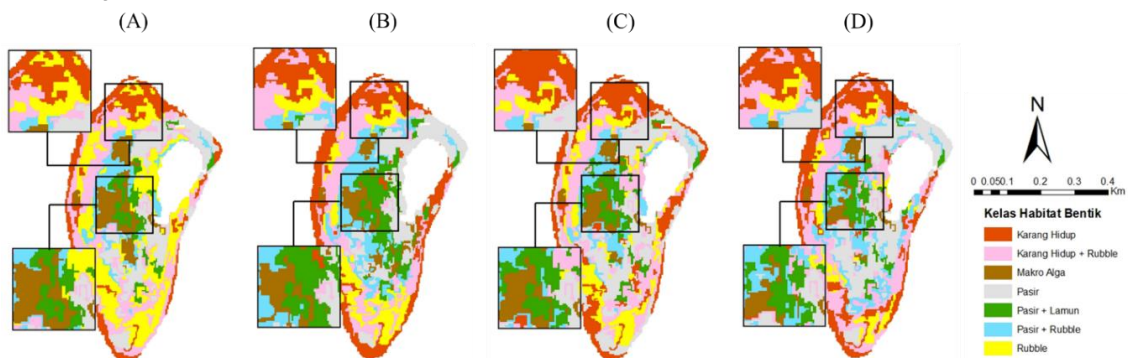 (A) (B) (C) (D)
N
0 0.050.1 0.2 0.3 0.4
Km
Kelas Habitat Bentik
Karang Hidup
Karang Hidup + Rubble
Makro Alga
Pasir
Pasir + Lamun
Pasir + Rubble
Rubble